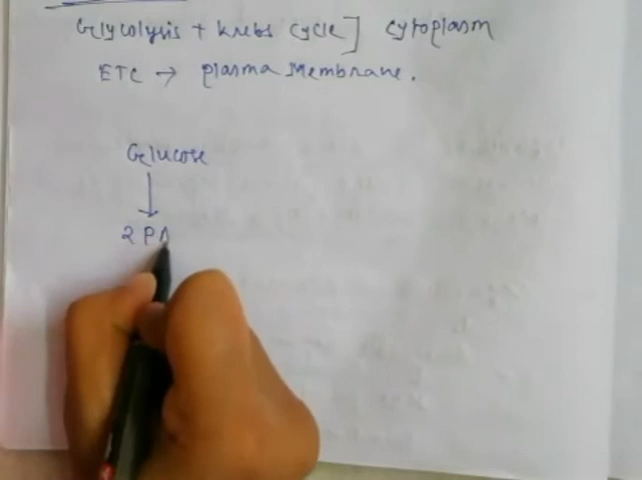 Glycolysis + Krebs cycle] cytoplasm
ETC → plasma Membrane.
Glucose
↓
2 PA